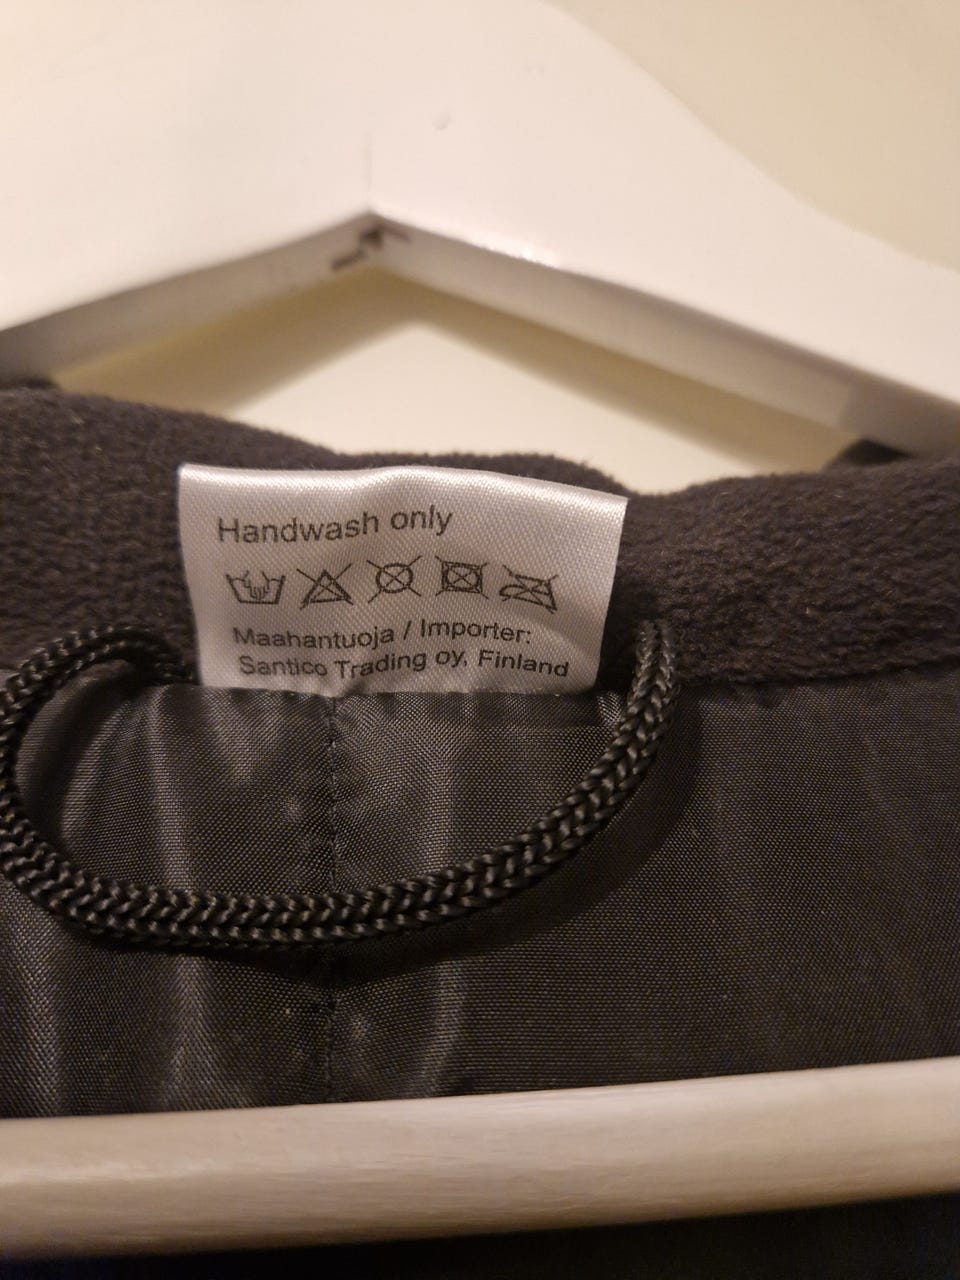 Handwash only
Maahantuoja / Importer:
Santico Trading oy, Finland